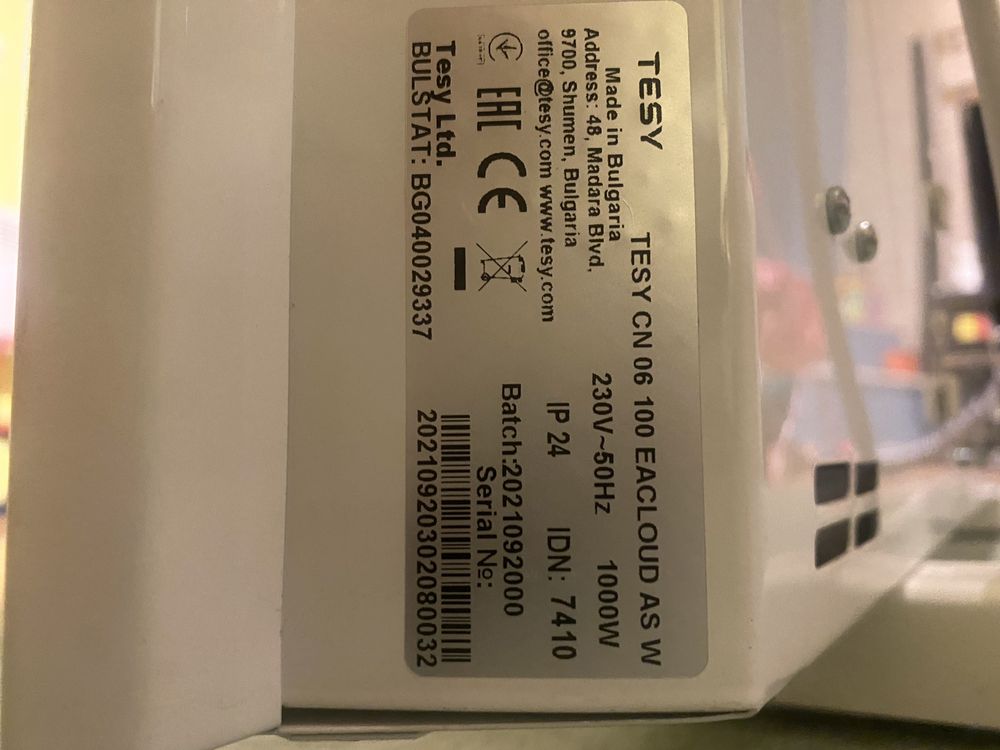 TESY
TESY CN 06 100 EACLOUD AS W
Made in Bulgaria
Address: 48, Madara Blvd,
9700, Shumen, Bulgaria
office@tesy.com www.tesy.com
230V~50Hz 1000W
IP 24 IDN: 7410
EAC CE
Batch:2021092000
Serial №:
Tesy Ltd.
BULSTAT: BG040029337
2021092030208​0032